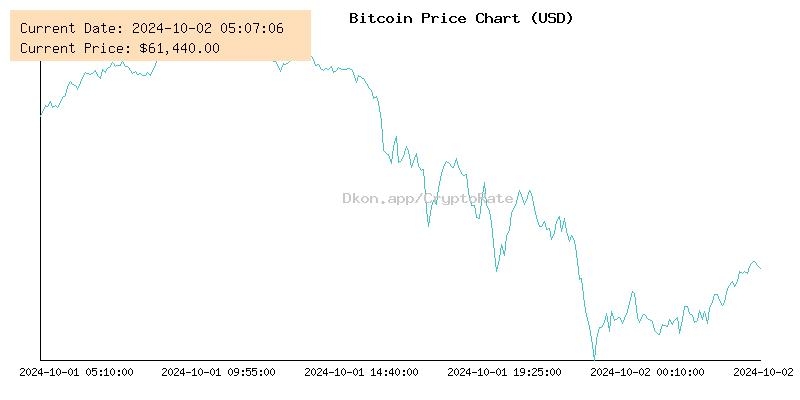 Bitcoin Price Chart (USD)
Current Date: 2024-10-02 05:07:06
Current Price: $61,440.00
Dkon.app/CryptoRate
2024-10-01 05:10:00 2024-10-01 09:55:00 2024-10-01 14:40:00 2024-10-01 19:25:00 2024-10-02 00:10:00 2024-10-02